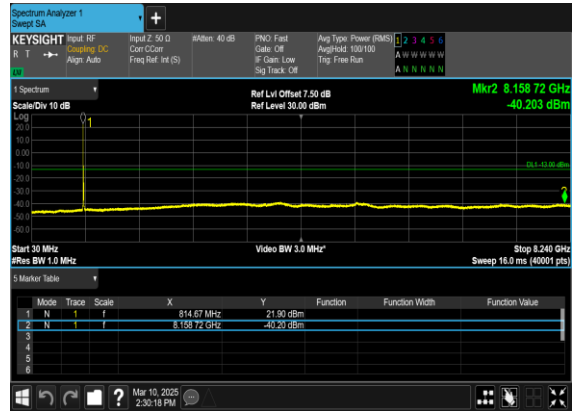 Spectrum Analyzer 1
Swept SA
+
KEYSIGHT Input: RF Input Z: 50 Ω #Atten: 40 dB PNO: Fast Avg Type: Power (RMS) 1 2 3 4 5 6
R T Coupling: DC Corr CCorr Gate: Off Avg|Hold: 100/100 A W W W W W
Align: Auto Freq Ref: Int (S) IF Gain: Low Trig: Free Run
Sig Track: Off A N N N N N
1 Spectrum Ref Lvl Offset 7.50 dB Mkr2 8.158 72 GHz
Scale/Div 10 dB Ref Level 30.00 dBm -40.203 dBm
Log
1
20.0
10.0
0.00
-10.0 DL1 -13.00 dBm
-20.0
-30.0 2
-40.0
-50.0
-60.0
Start 30 MHz Video BW 3.0 MHz* Stop 8.240 GHz
#Res BW 1.0 MHz Sweep 16.0 ms (40001 pts)
5 Marker Table
Mode Trace Scale X Y Function Function Width Function Value
1 N 1 f 814.67 MHz 21.90 dBm
2 N 1 f 8.158 72 GHz -40.20 dBm
3
4
5
6
? Mar 10, 2025
2:30:18 PM